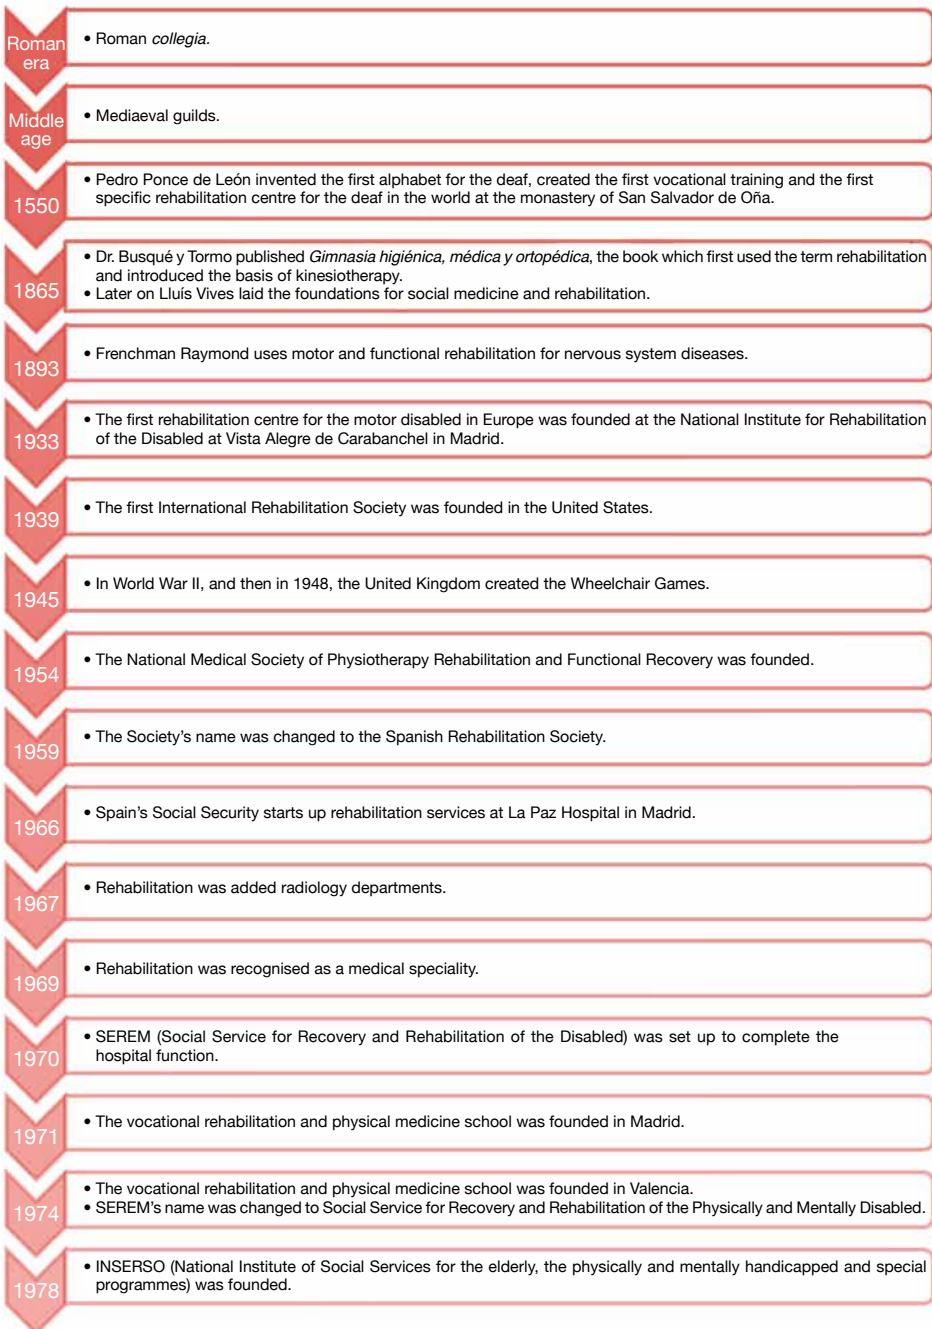 Roman
era
• Roman collegia.
Middle
age
• Mediaeval guilds.
1550
• Pedro Ponce de León invented the first alphabet for the deaf, created the first vocational training and the first
specific rehabilitation centre for the deaf in the world at the monastery of San Salvador de Oña.
1865
• Dr. Busqué y Tormo published Gimnasia higiénica, médica y ortopédica, the book which first used the term rehabilitation
and introduced the basis of kinesiotherapy.
• Later on Lluís Vives laid the foundations for social medicine and rehabilitation.
1893
• Frenchman Raymond uses motor and functional rehabilitation for nervous system diseases.
1933
• The first rehabilitation centre for the motor disabled in Europe was founded at the National Institute for Rehabilitation
of the Disabled at Vista Alegre de Carabanchel in Madrid.
1939
• The first International Rehabilitation Society was founded in the United States.
1945
• In World War II, and then in 1948, the United Kingdom created the Wheelchair Games.
1954
• The National Medical Society of Physiotherapy Rehabilitation and Functional Recovery was founded.
1959
• The Society’s name was changed to the Spanish Rehabilitation Society.
1966
• Spain’s Social Security starts up rehabilitation services at La Paz Hospital in Madrid.
1967
• Rehabilitation was added radiology departments.
1969
• Rehabilitation was recognised as a medical speciality.
1970
• SEREM (Social Service for Recovery and Rehabilitation of the Disabled) was set up to complete the
hospital function.
1971
• The vocational rehabilitation and physical medicine school was founded in Madrid.
1974
• The vocational rehabilitation and physical medicine school was founded in Valencia.
• SEREM’s name was changed to Social Service for Recovery and Rehabilitation of the Physically and Mentally Disabled.
1978
• INSERSO (National Institute of Social Services for the elderly, the physically and mentally handicapped and special
programmes) was founded.